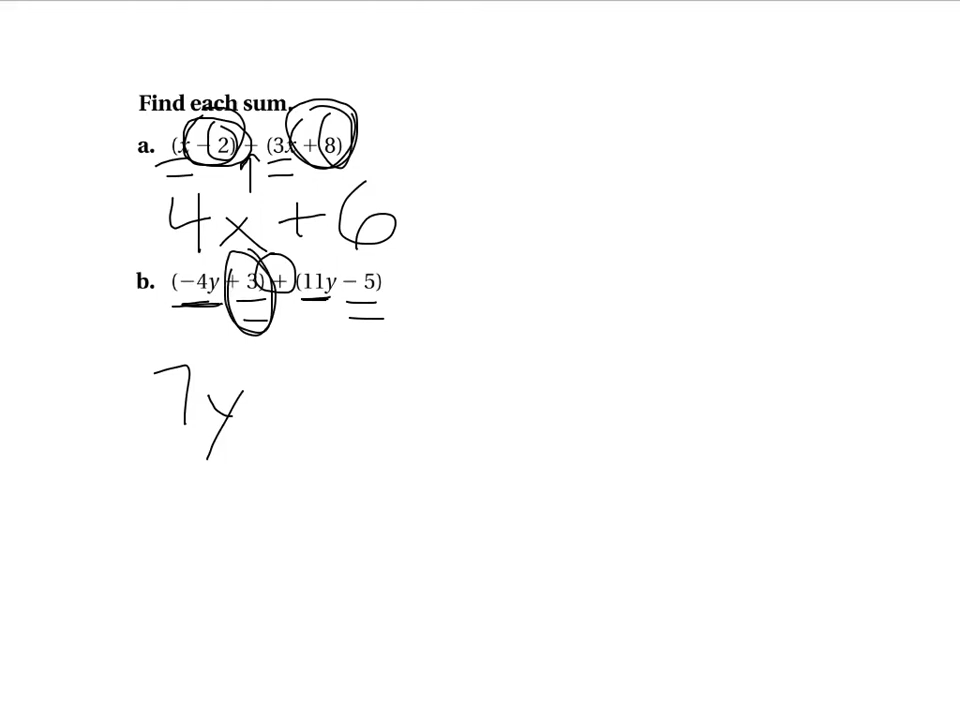 Find each sum.
a. (x − 2) + (3x + 8)
4x + 6
b. (−4y + 3) + (11y − 5)
7y